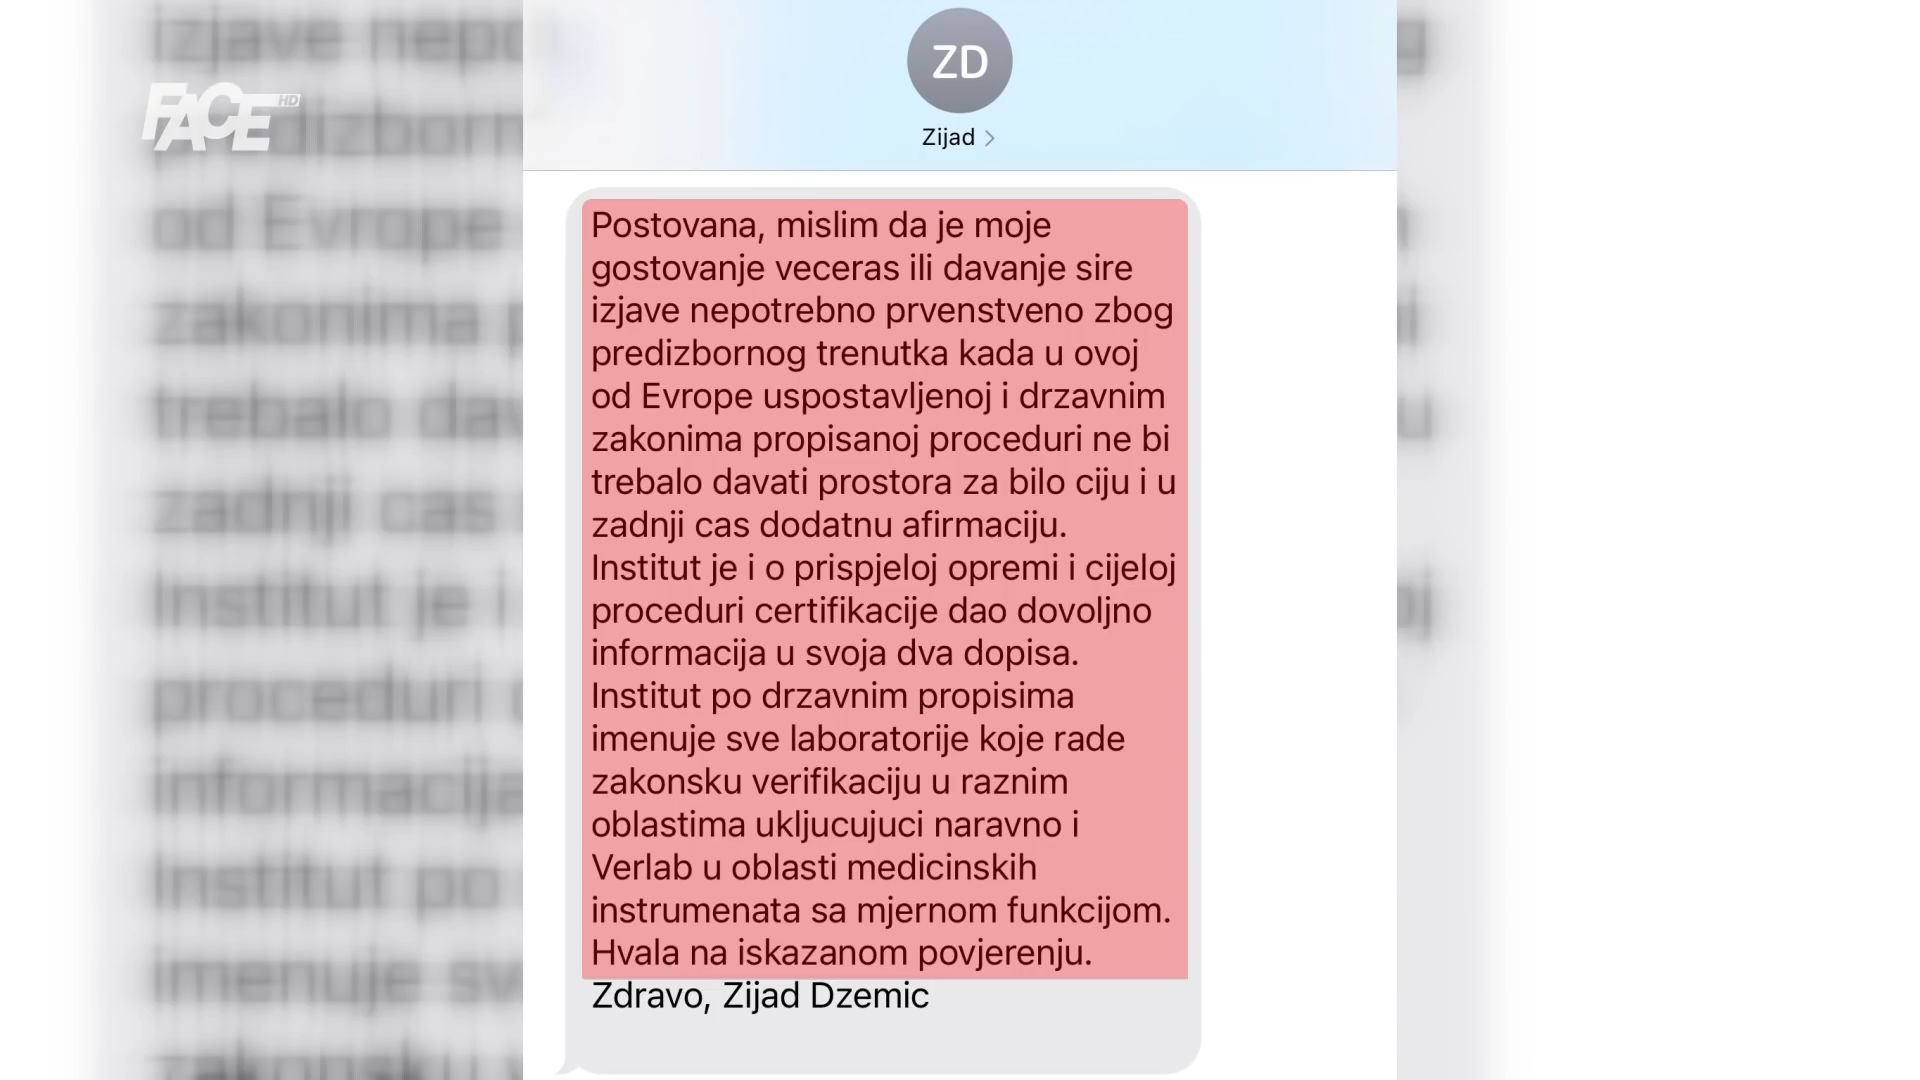 FACE HD
ZD
Zijad >
Postovana, mislim da je moje
gostovanje veceras ili davanje sire
izjave nepotrebno prvenstveno zbog
predizbornog trenutka kada u ovoj
od Evrope uspostavljenoj i drzavnim
zakonima propisanoj proceduri ne bi
trebalo davati prostora za bilo ciju i u
zadnji cas dodatnu afirmaciju.
Institut je i o prispjeloj opremi i cijeloj
proceduri certifikacije dao dovoljno
informacija u svoja dva dopisa.
Institut po drzavnim propisima
imenuje sve laboratorije koje rade
zakonsku verifikaciju u raznim
oblastima ukljucujuci naravno i
Verlab u oblasti medicinskih
instrumenata sa mjernom funkcijom.
Hvala na iskazanom povjerenju.
Zdravo, Zijad Dzemic